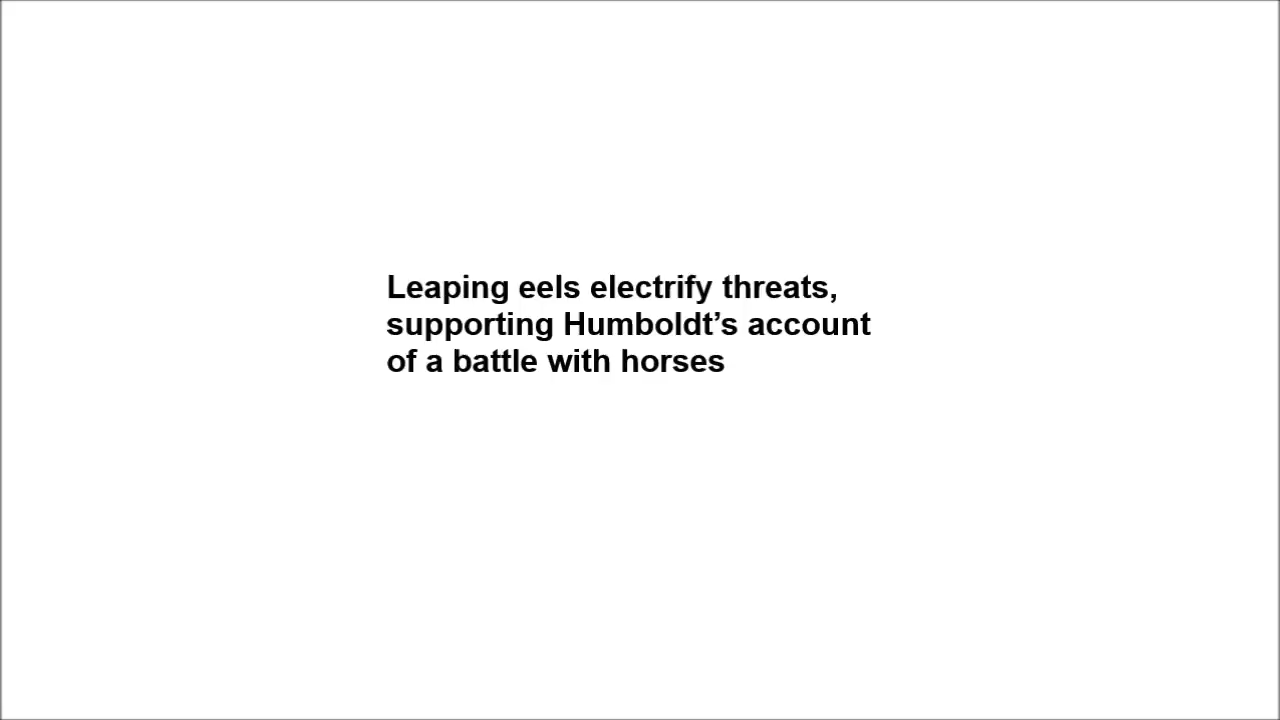 Leaping eels electrify threats,
supporting Humboldt’s account
of a battle with horses